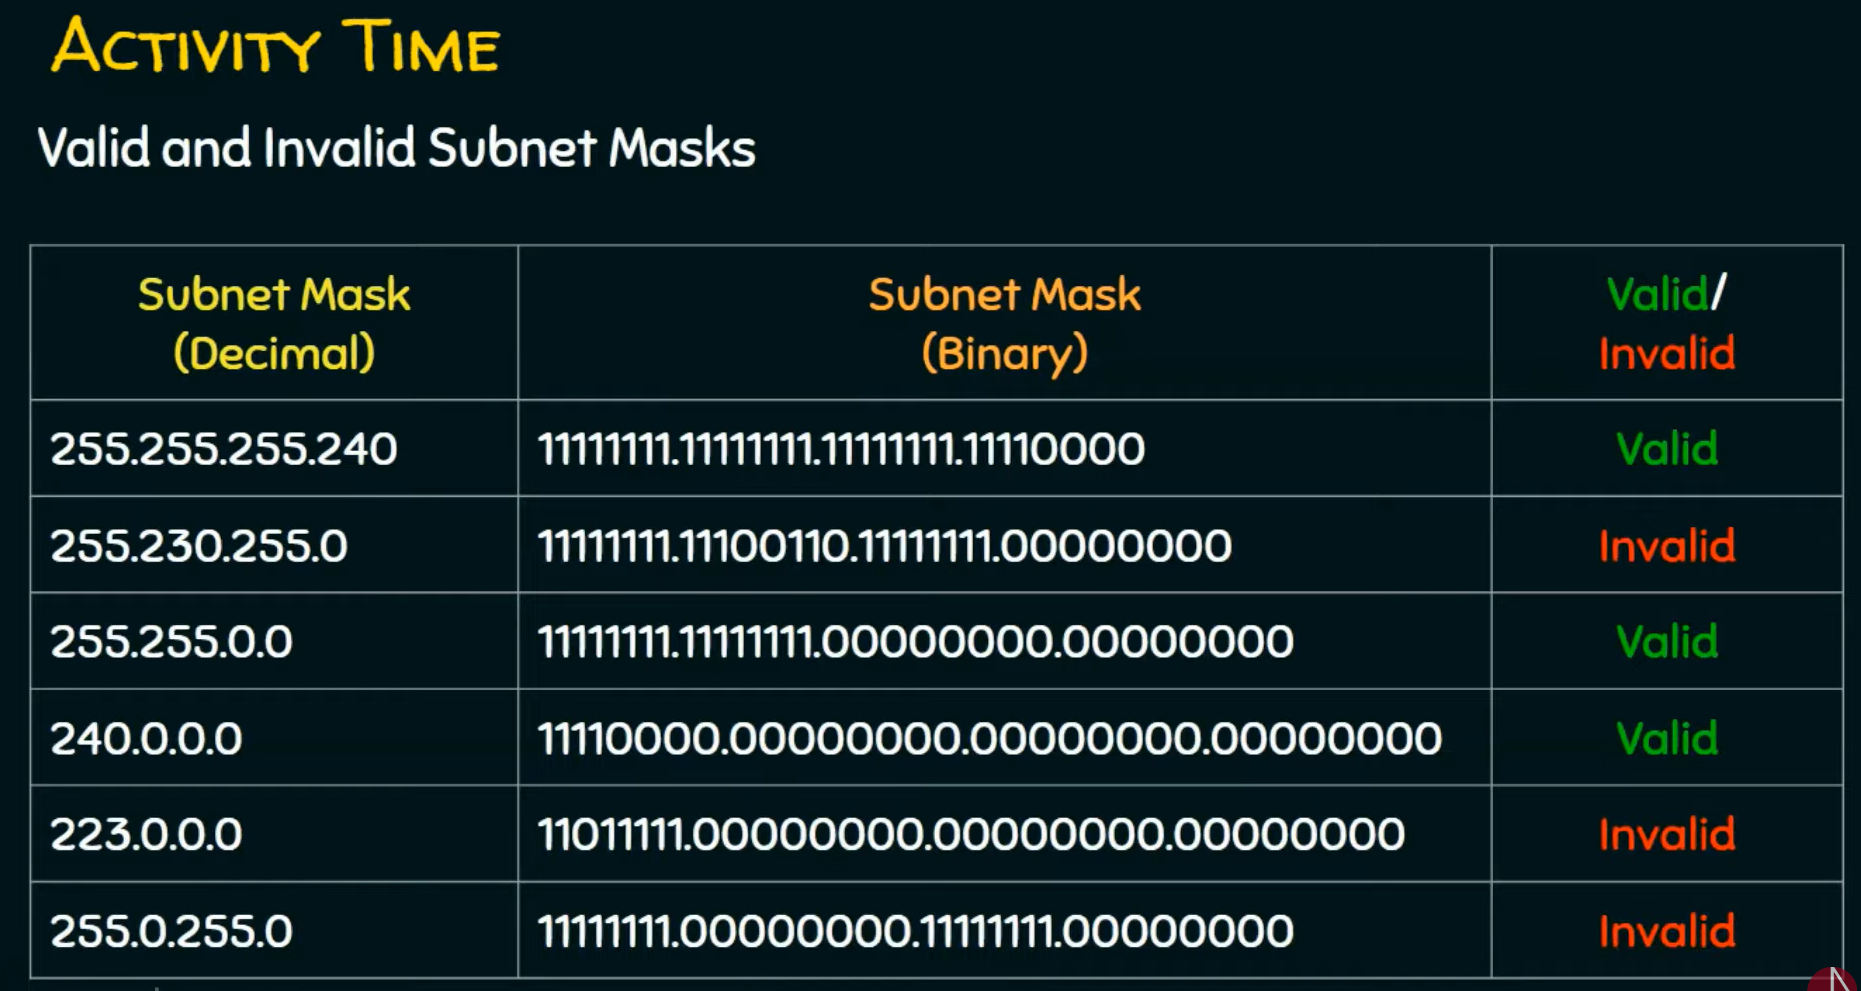 Activity Time
Valid and Invalid Subnet Masks
Subnet Mask (Decimal) Subnet Mask (Binary) Valid/ Invalid
255.255.255.240 11111111.11111111.11111111.11110000 Valid
255.230.255.0 11111111.11100110.11111111.00000000 Invalid
255.255.0.0 11111111.11111111.00000000.00000000 Valid
240.0.0.0 11110000.00000000.00000000.00000000 Valid
223.0.0.0 11011111.00000000.00000000.00000000 Invalid
255.0.255.0 11111111.00000000.11111111.00000000 Invalid